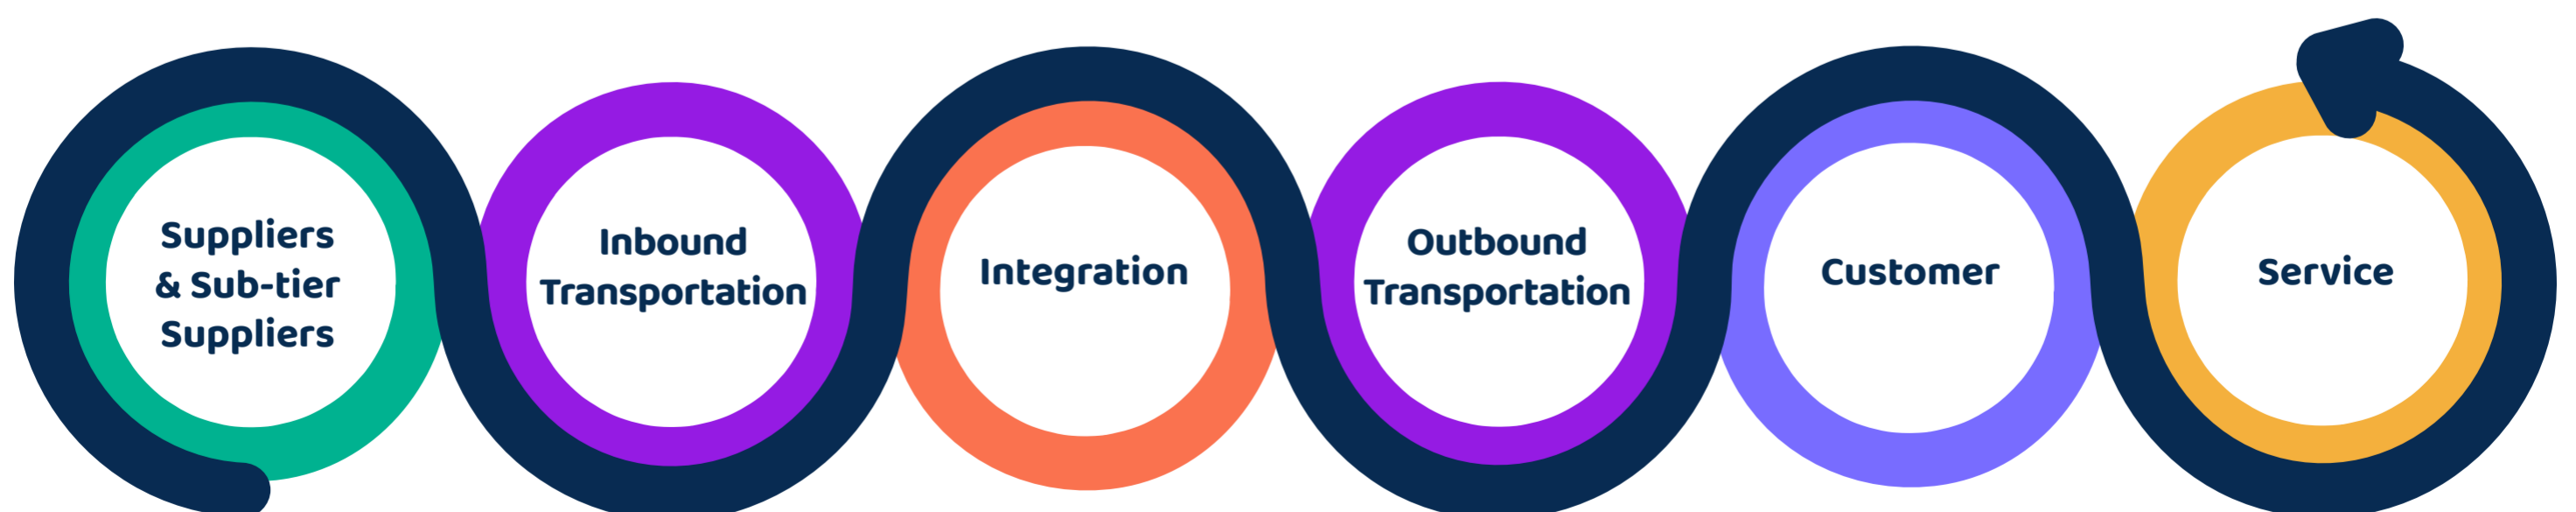 Suppliers
& Sub-tier
Suppliers
Inbound
Transportation
Integration
Outbound
Transportation
Customer
Service